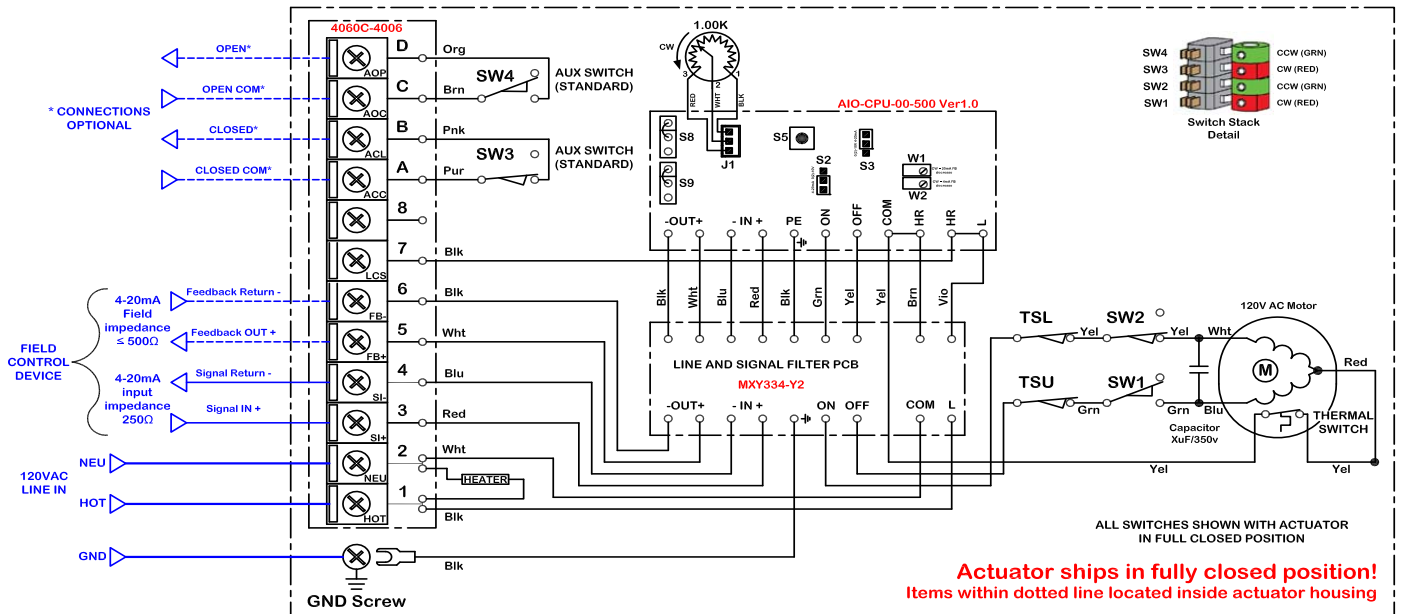 4060C-4006
D
AOP
Org
C
AOC
Brn
B
ACL
Pnk
A
ACC
Pur
8
7
LCS
Blk
6
FB-
Blk
5
FB+
Wht
4
SI-
Blu
3
SI+
Red
2
NEU
Wht
1
HOT
Blk
HEATER
Blk
GND Screw
OPEN*
OPEN COM*
* CONNECTIONS
OPTIONAL
CLOSED*
CLOSED COM*
FIELD
CONTROL
DEVICE
4-20mA
Field
impedance
≤ 500Ω
4-20mA
input
impedance
250Ω
Feedback Return -
Feedback OUT +
Signal Return -
Signal IN +
120VAC
LINE IN
NEU
HOT
GND
SW4
AUX SWITCH
(STANDARD)
SW3
AUX SWITCH
(STANDARD)
1.00K
CW
3
2
1
RED
WHT
BLK
AIO-CPU-00-500 Ver1.0
S8
S9
J1
S5
S2
S3
W1
W2
-OUT+
- IN +
PE
ON
OFF
COM
HR
HR
L
Blk
Wht
Blu
Red
Blk
Grn
Yel
Yel
Brn
Vio
LINE AND SIGNAL FILTER PCB
MXY334-Y2
-OUT+
- IN +
ON
OFF
COM
L
TSL
Yel
SW2
Yel
Wht
TSU
Grn
SW1
Grn
Blu
Capacitor
XuF/350v
120V AC Motor
M
Red
THERMAL
SWITCH
Yel
Yel
SW4
SW3
SW2
SW1
CCW (GRN)
CW (RED)
CCW (GRN)
CW (RED)
Switch Stack
Detail
ALL SWITCHES SHOWN WITH ACTUATOR
IN FULL CLOSED POSITION
Actuator ships in fully closed position!
Items within dotted line located inside actuator housing